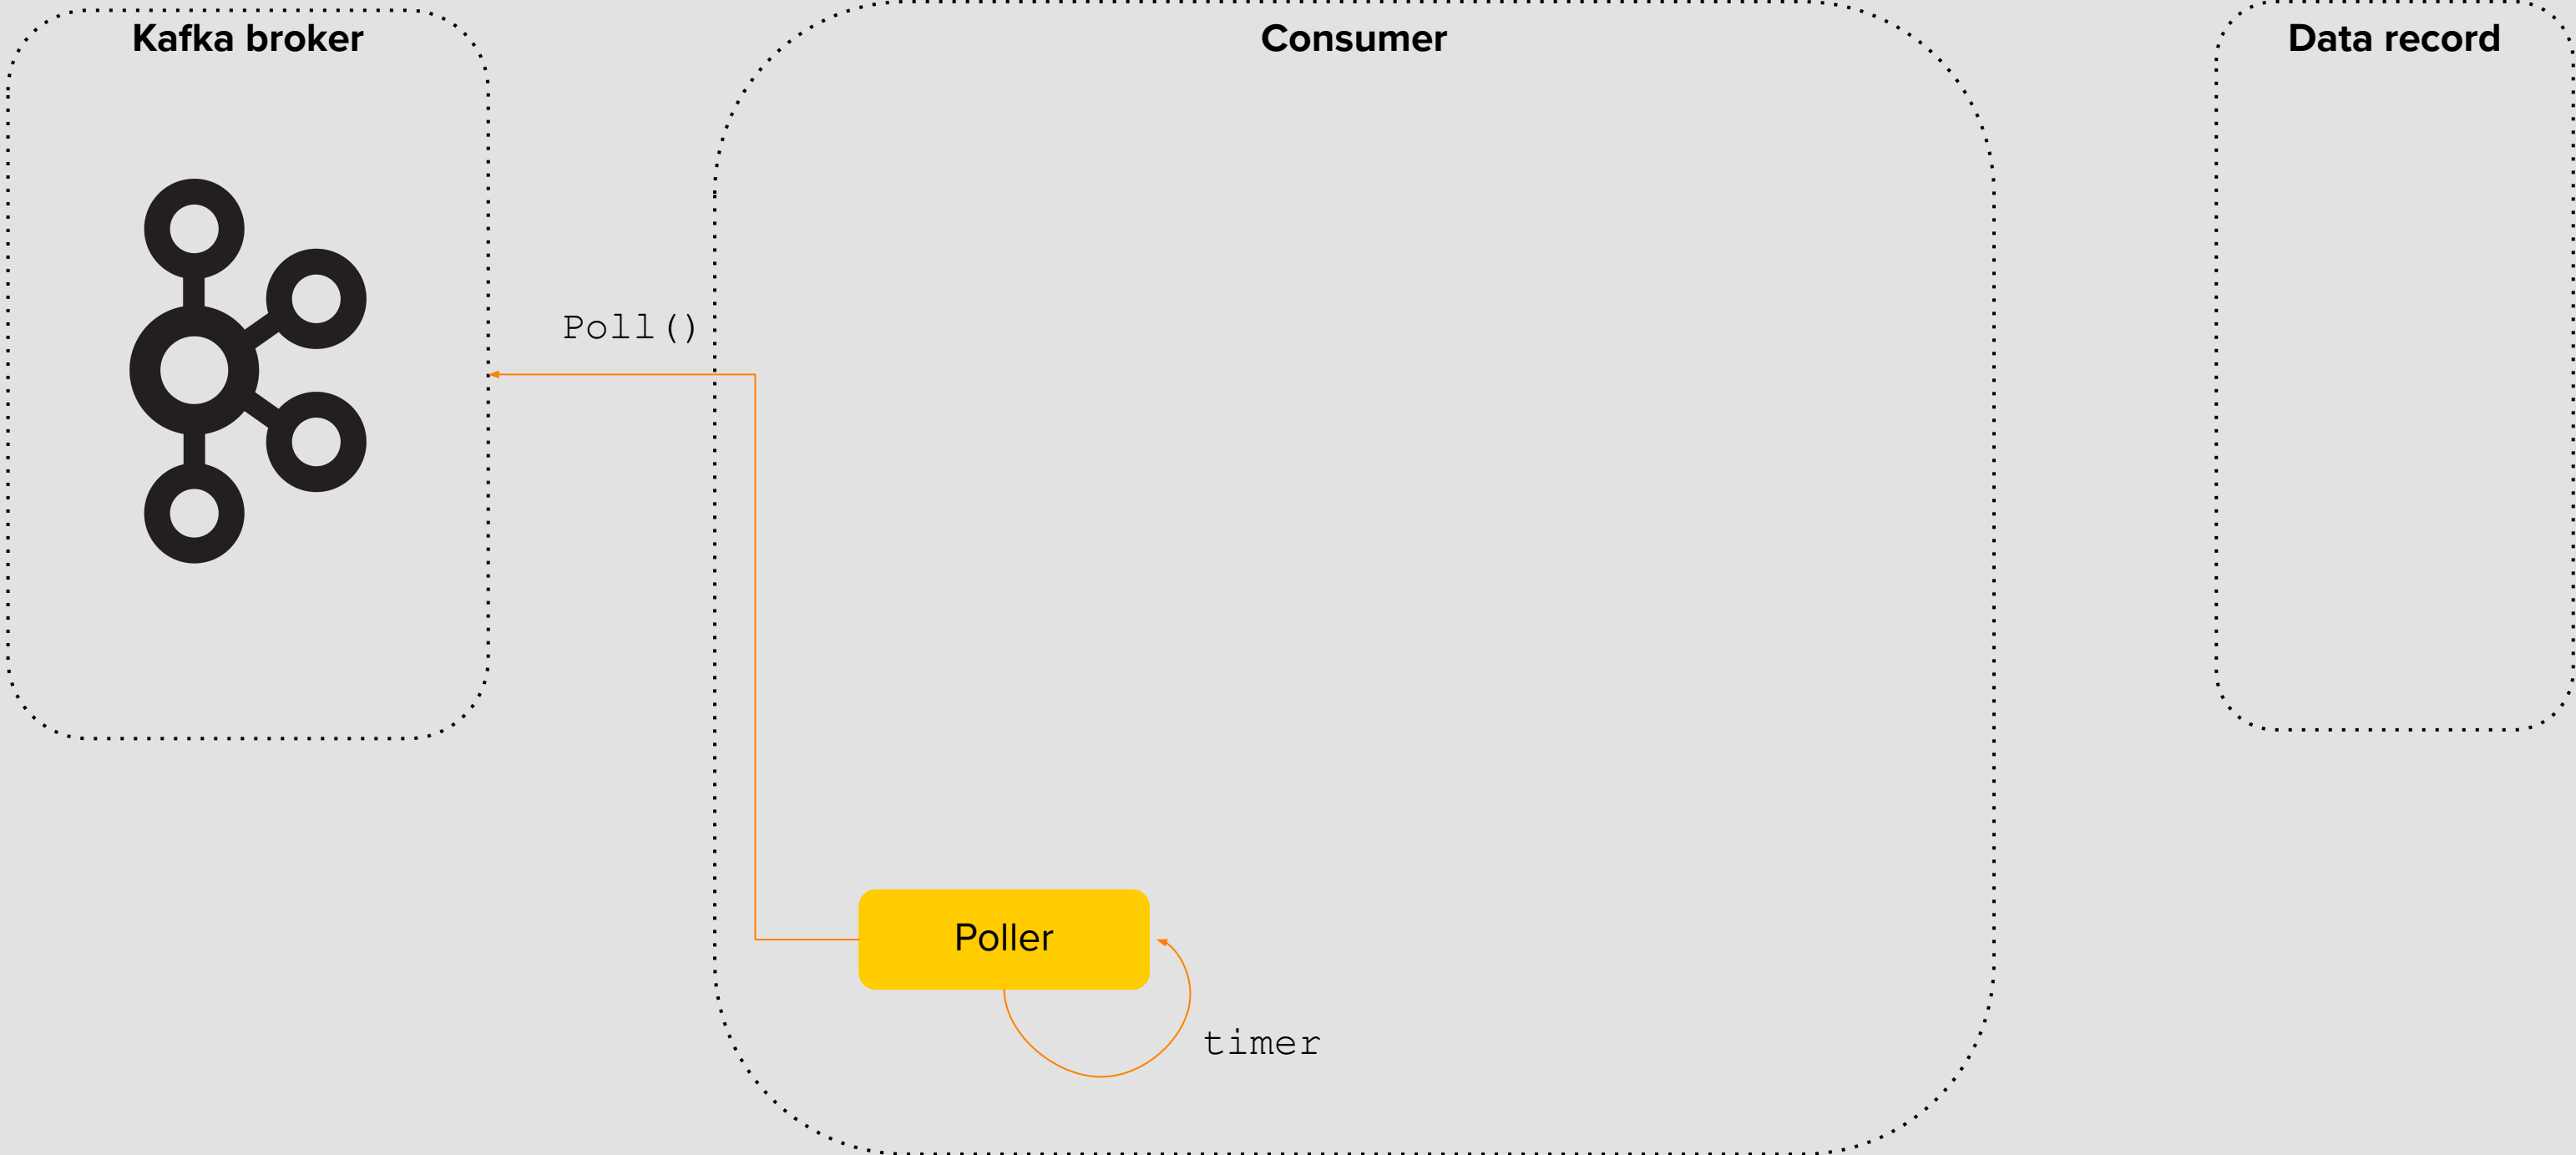 Kafka broker
Consumer
Data record
Poll()
Poller
timer